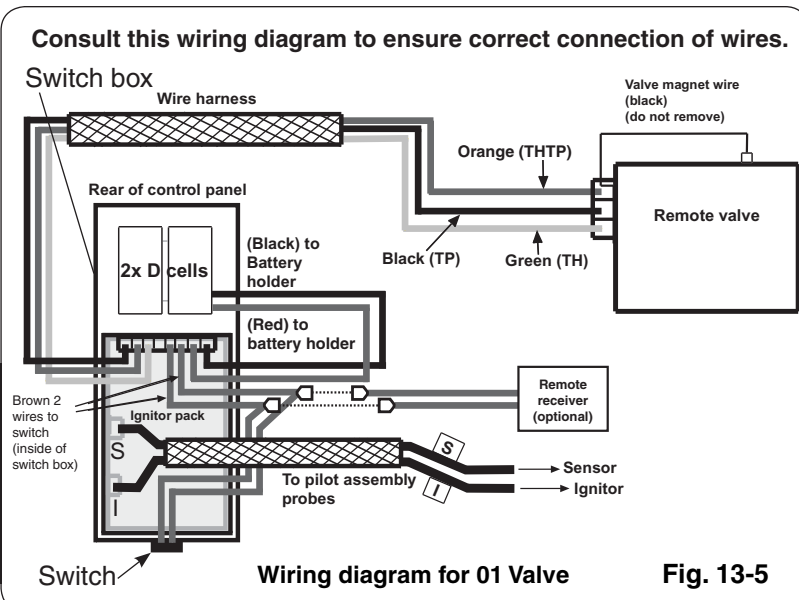 Consult this wiring diagram to ensure correct connection of wires.
Switch box
Wire harness
Valve magnet wire
(black)
(do not remove)
Orange (THTP)
Rear of control panel
Remote valve
2x D cells
(Black) to
Battery
holder
Black (TP)
Green (TH)
(Red) to
battery holder
Brown 2
wires to
switch
(inside of
switch box)
Ignitor pack
Remote
receiver
(optional)
S
I
S
I
Sensor
Ignitor
To pilot assembly
probes
Switch
Wiring diagram for 01 Valve
Fig. 13-5